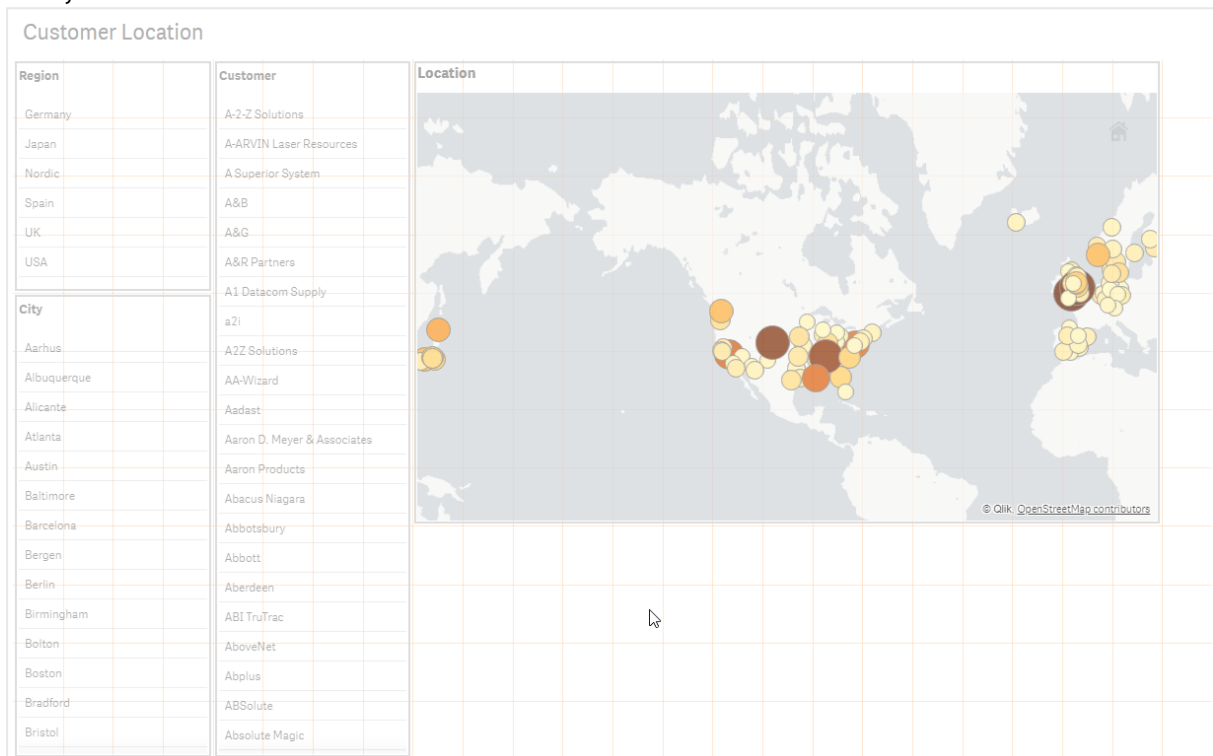 Customer Location
Region
Germany
Japan
Nordic
Spain
UK
USA
City
Aarhus
Albuquerque
Alicante
Atlanta
Austin
Baltimore
Barcelona
Bergen
Berlin
Birmingham
Bolton
Boston
Bradford
Bristol
Customer
A-2-Z Solutions
A-ARVIN Laser Resources
A Superior System
A&B
A&G
A&R Partners
A1 Datacom Supply
a2i
A2Z Solutions
AA-Wizard
Aadast
Aaron D. Meyer & Associates
Aaron Products
Abacus Niagara
Abbotsbury
Abbott
Aberdeen
ABI TruTrac
AboveNet
Abplus
ABSolute
Absolute Magic
Location
© Qlik, OpenStreetMap contributors